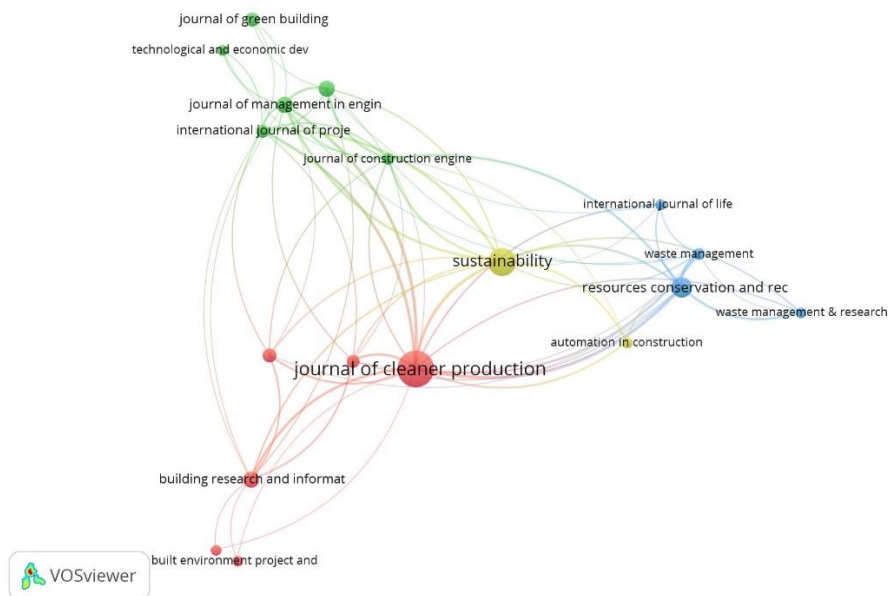 journal of green building
technological and economic dev
journal of management in engin
international journal of proje
journal of construction engine
international journal of life
sustainability
waste management
resources conservation and rec
waste management & research
automation in construction
journal of cleaner production
building research and informat
built environment project and
VOSviewer